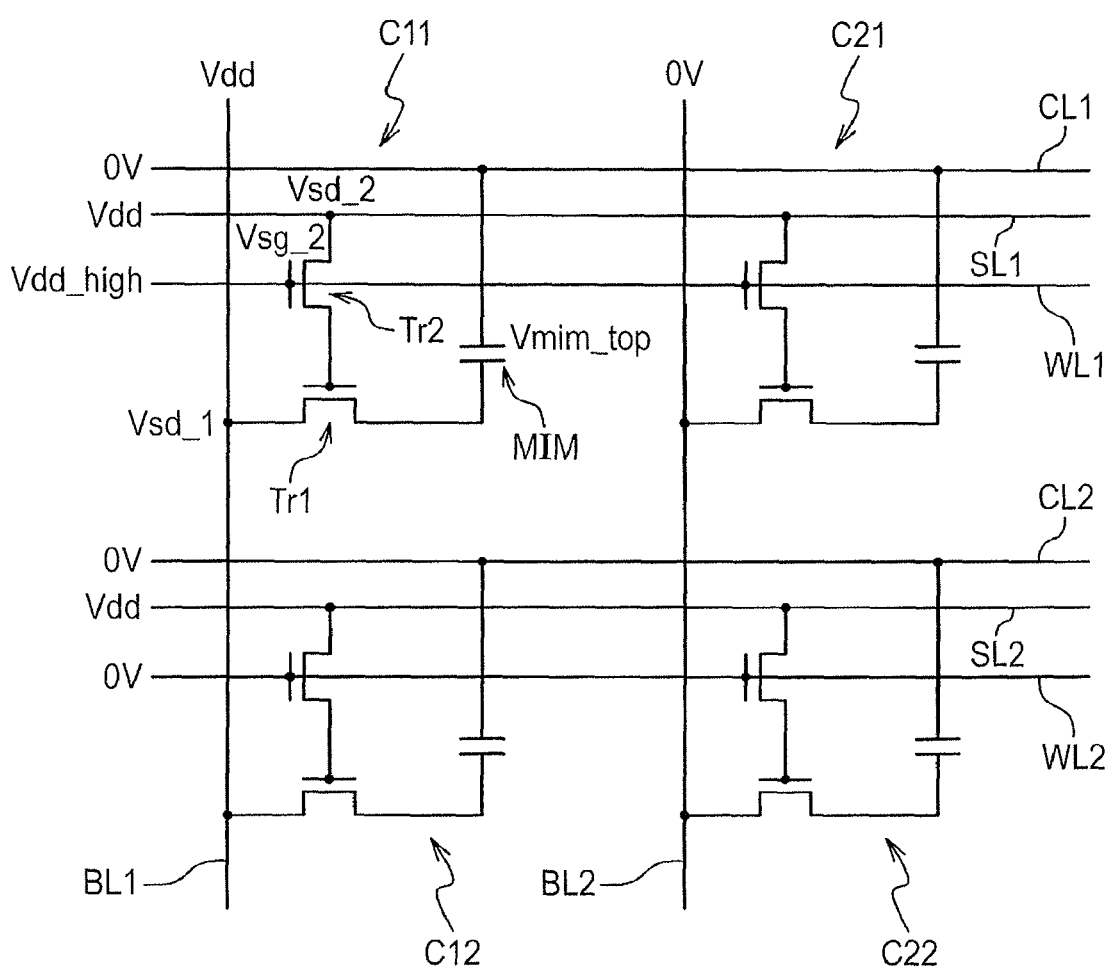 C11
C21
Vdd
0V
CL1
0V
Vsd_2
Vdd
Vsg_2
SL1
Vdd_high
Tr2
Vmim_top
WL1
Vsd_1
MIM
Tr1
CL2
0V
Vdd
SL2
0V
WL2
BL1
BL2
C12
C22